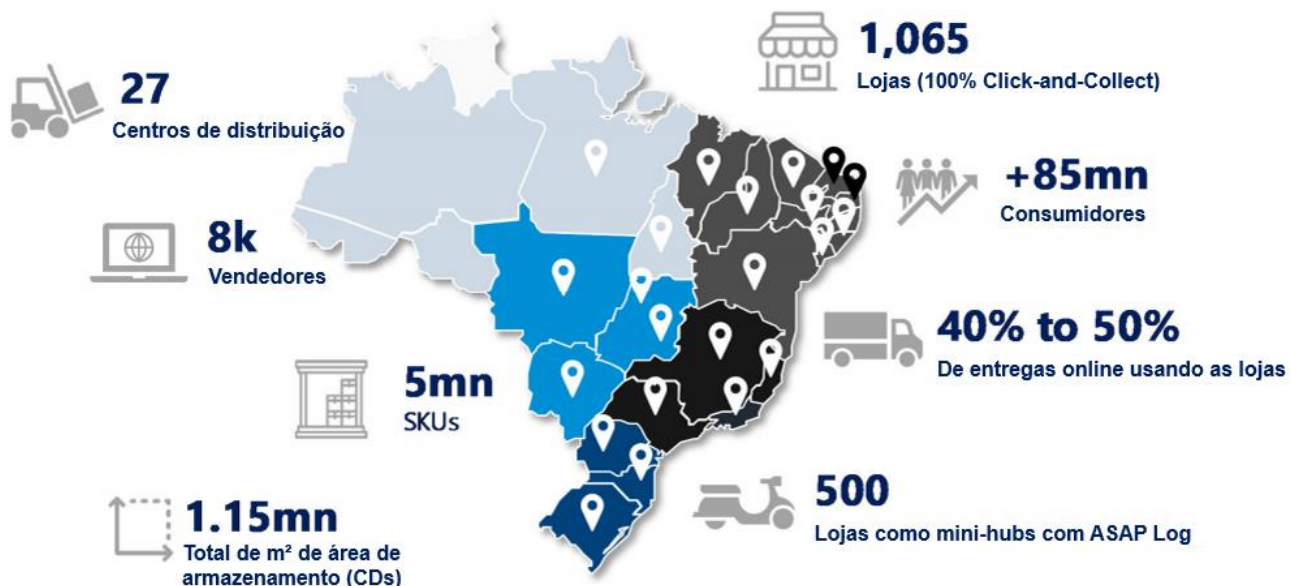 1,065
Lojas (100% Click-and-Collect)
27
Centros de distribuição
+85mn
Consumidores
8k
Vendedores
40% to 50%
De entregas online usando as lojas
5mn
SKUs
500
Lojas como mini-hubs com ASAP Log
1.15mn
Total de m² de área de
armazenamento (CDs)